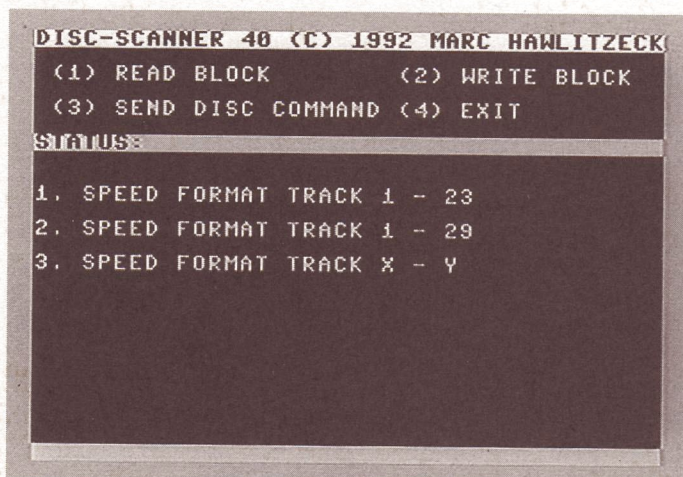 DISC-SCANNER 40 (C) 1992 MARC HAWLITZECK
(1) READ BLOCK (2) WRITE BLOCK
(3) SEND DISC COMMAND (4) EXIT
STATUS:
1. SPEED FORMAT TRACK 1 - 23
2. SPEED FORMAT TRACK 1 - 29
3. SPEED FORMAT TRACK X - Y